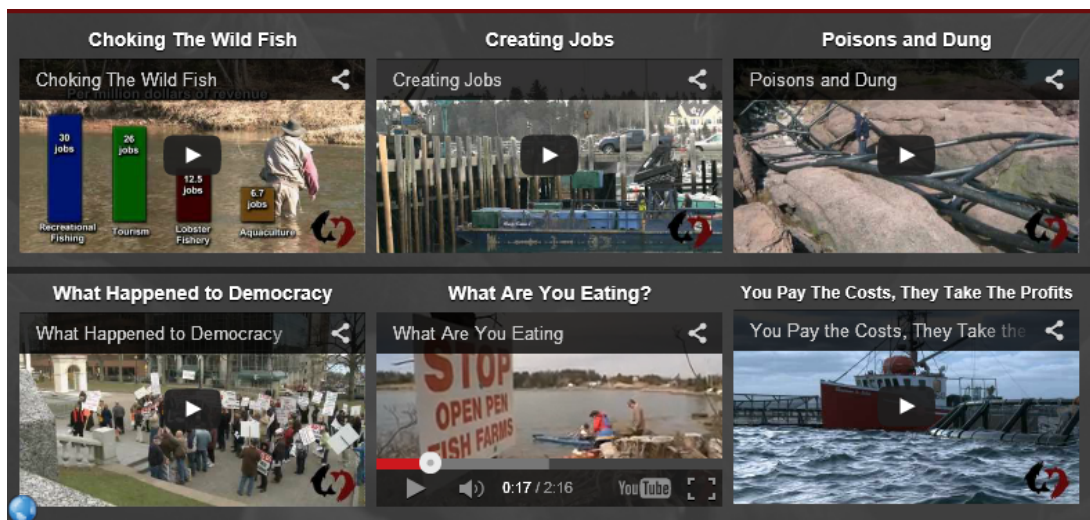 Choking The Wild Fish
Creating Jobs
Poisons and Dung
Choking The Wild Fish
Per million dollars of revenue
30
jobs
26
jobs
12.5
jobs
6.7
jobs
Recreational
Fishing
Tourism
Lobster
Fishery
Aquaculture
Creating Jobs
Poisons and Dung
What Happened to Democracy
What Are You Eating?
You Pay The Costs, They Take The Profits
What Happened to Democracy
What Are You Eating
STOP
OPEN PEN
FISH FARMS
0:17 / 2:16
YouTube
You Pay the Costs, They Take the